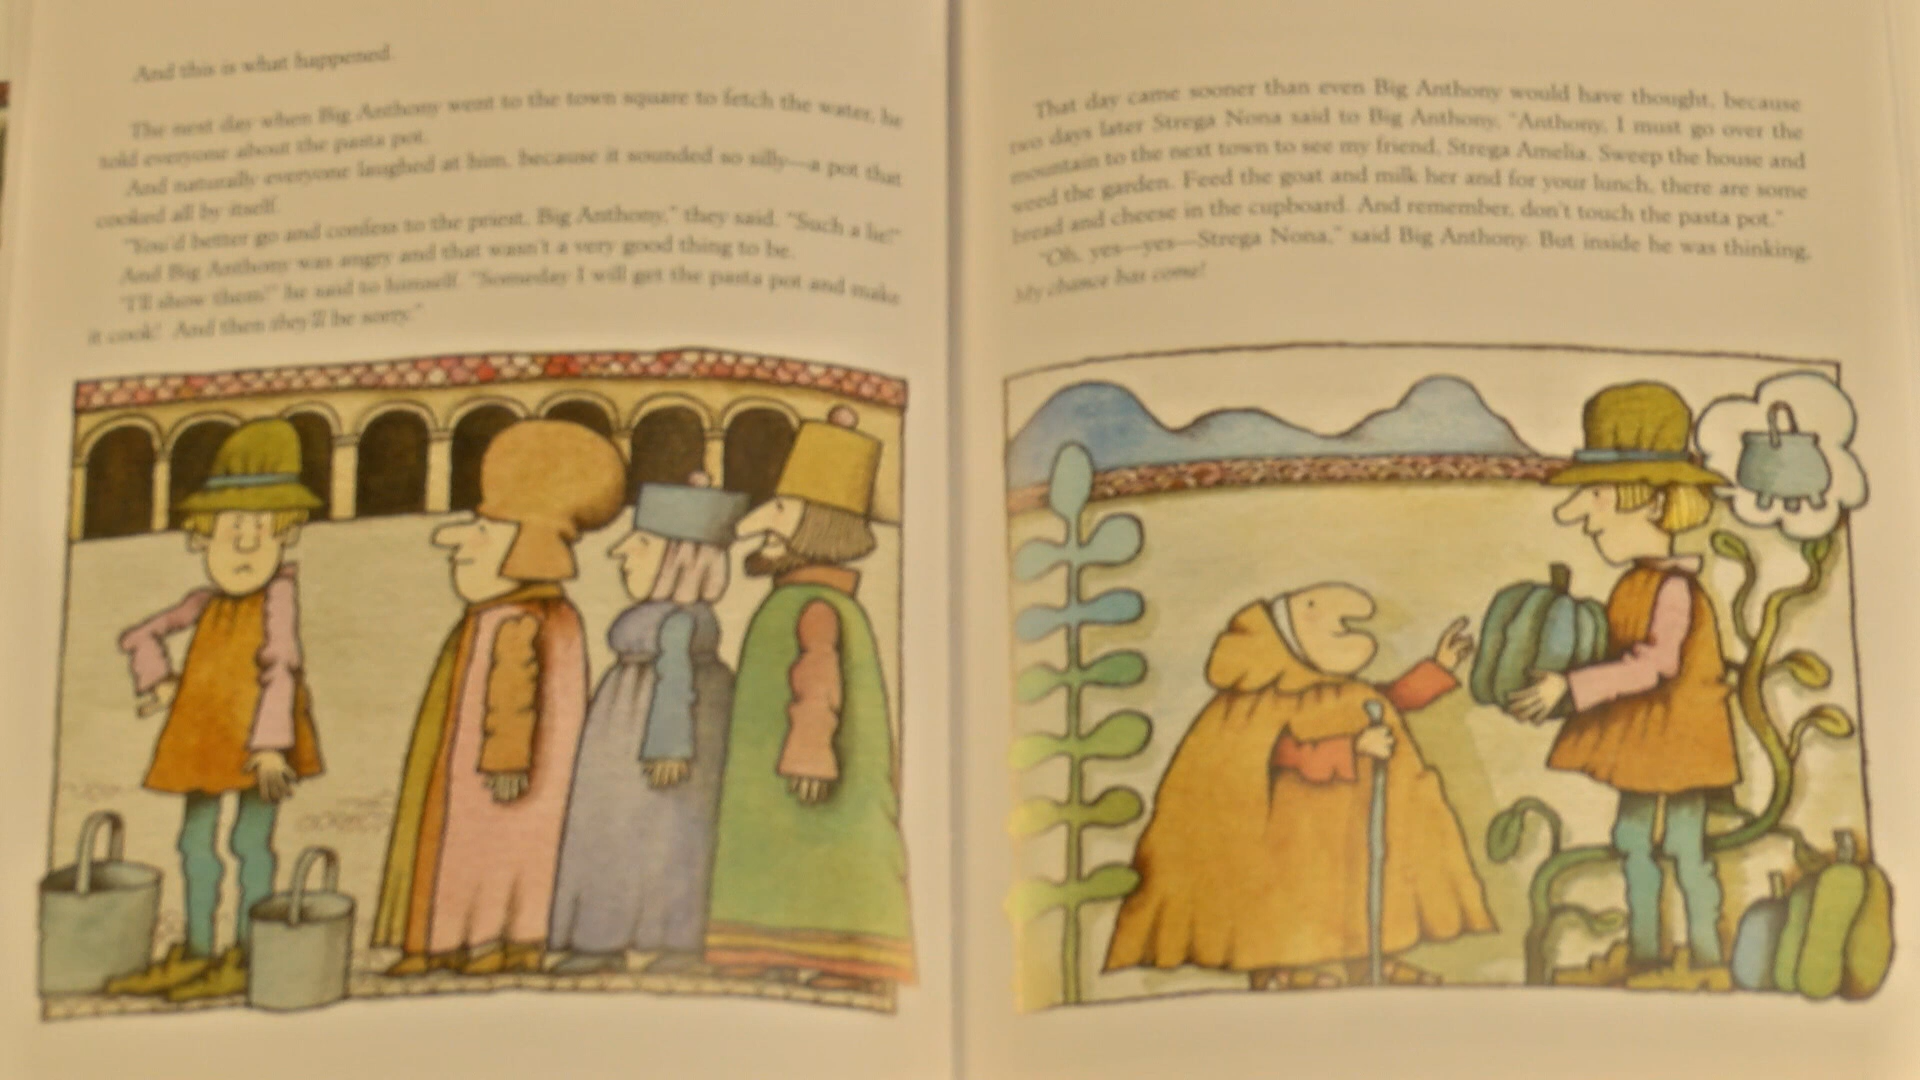 And this is what happened.
The next day when Big Anthony went to the town square to fetch the water, he
told everyone about the pasta pot.
And naturally everyone laughed at him, because it sounded so silly—a pot that
cooked all by itself.
"You'd better go and confess to the priest, Big Anthony," they said. "Such a lie!"
And Big Anthony was angry and that wasn't a very good thing to be.
"I'll show them!" he said to himself. "Someday I will get the pasta pot and make
it cook! And then they'll be sorry."
That day came sooner than even Big Anthony would have thought, because
two days later Strega Nona said to Big Anthony, "Anthony, I must go over the
mountain to the next town to see my friend, Strega Amelia. Sweep the house and
weed the garden. Feed the goat and milk her and for your lunch, there are some
bread and cheese in the cupboard. And remember, don't touch the pasta pot."
"Oh, yes—yes—Strega Nona," said Big Anthony. But inside he was thinking,
My chance has come!